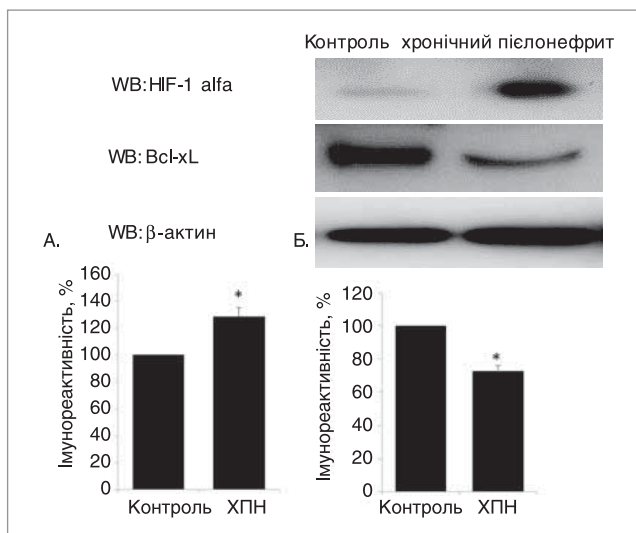 Контроль хронічний пієлонефрит
WB: HIF-1 alfa
WB: Bcl-xL
WB: β-актин
А.
Імунореактивність, %
160
140
120
100
80
60
40
20
0
*
Контроль ХПН
Б.
Імунореактивність, %
120
100
80
60
40
20
0
*
Контроль ХПН